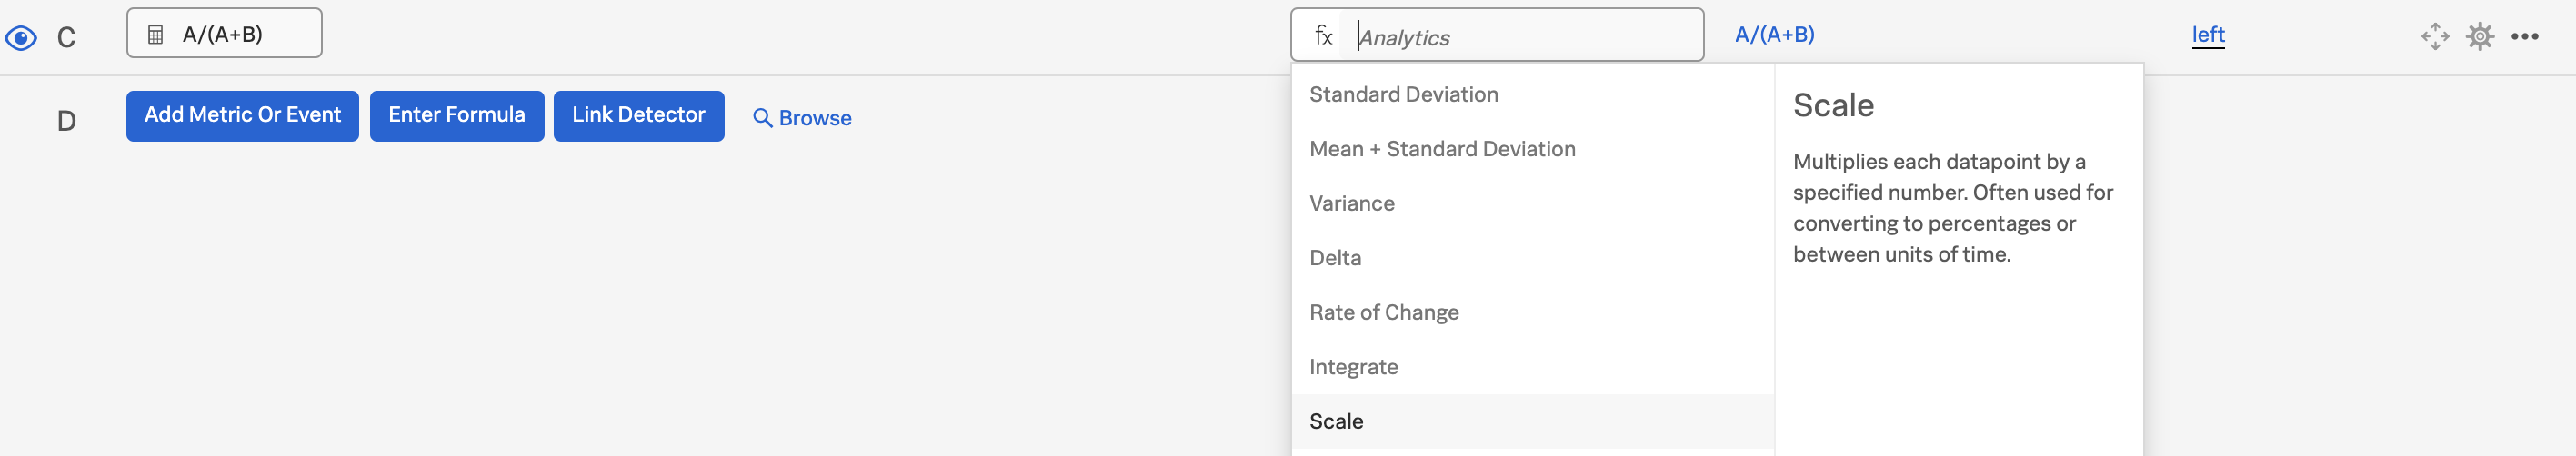 C
A/(A+B)
fx Analytics
A/(A+B)
left
D
Add Metric Or Event
Enter Formula
Link Detector
Browse
Standard Deviation
Mean + Standard Deviation
Variance
Delta
Rate of Change
Integrate
Scale
Scale
Multiplies each datapoint by a
specified number. Often used for
converting to percentages or
between units of time.